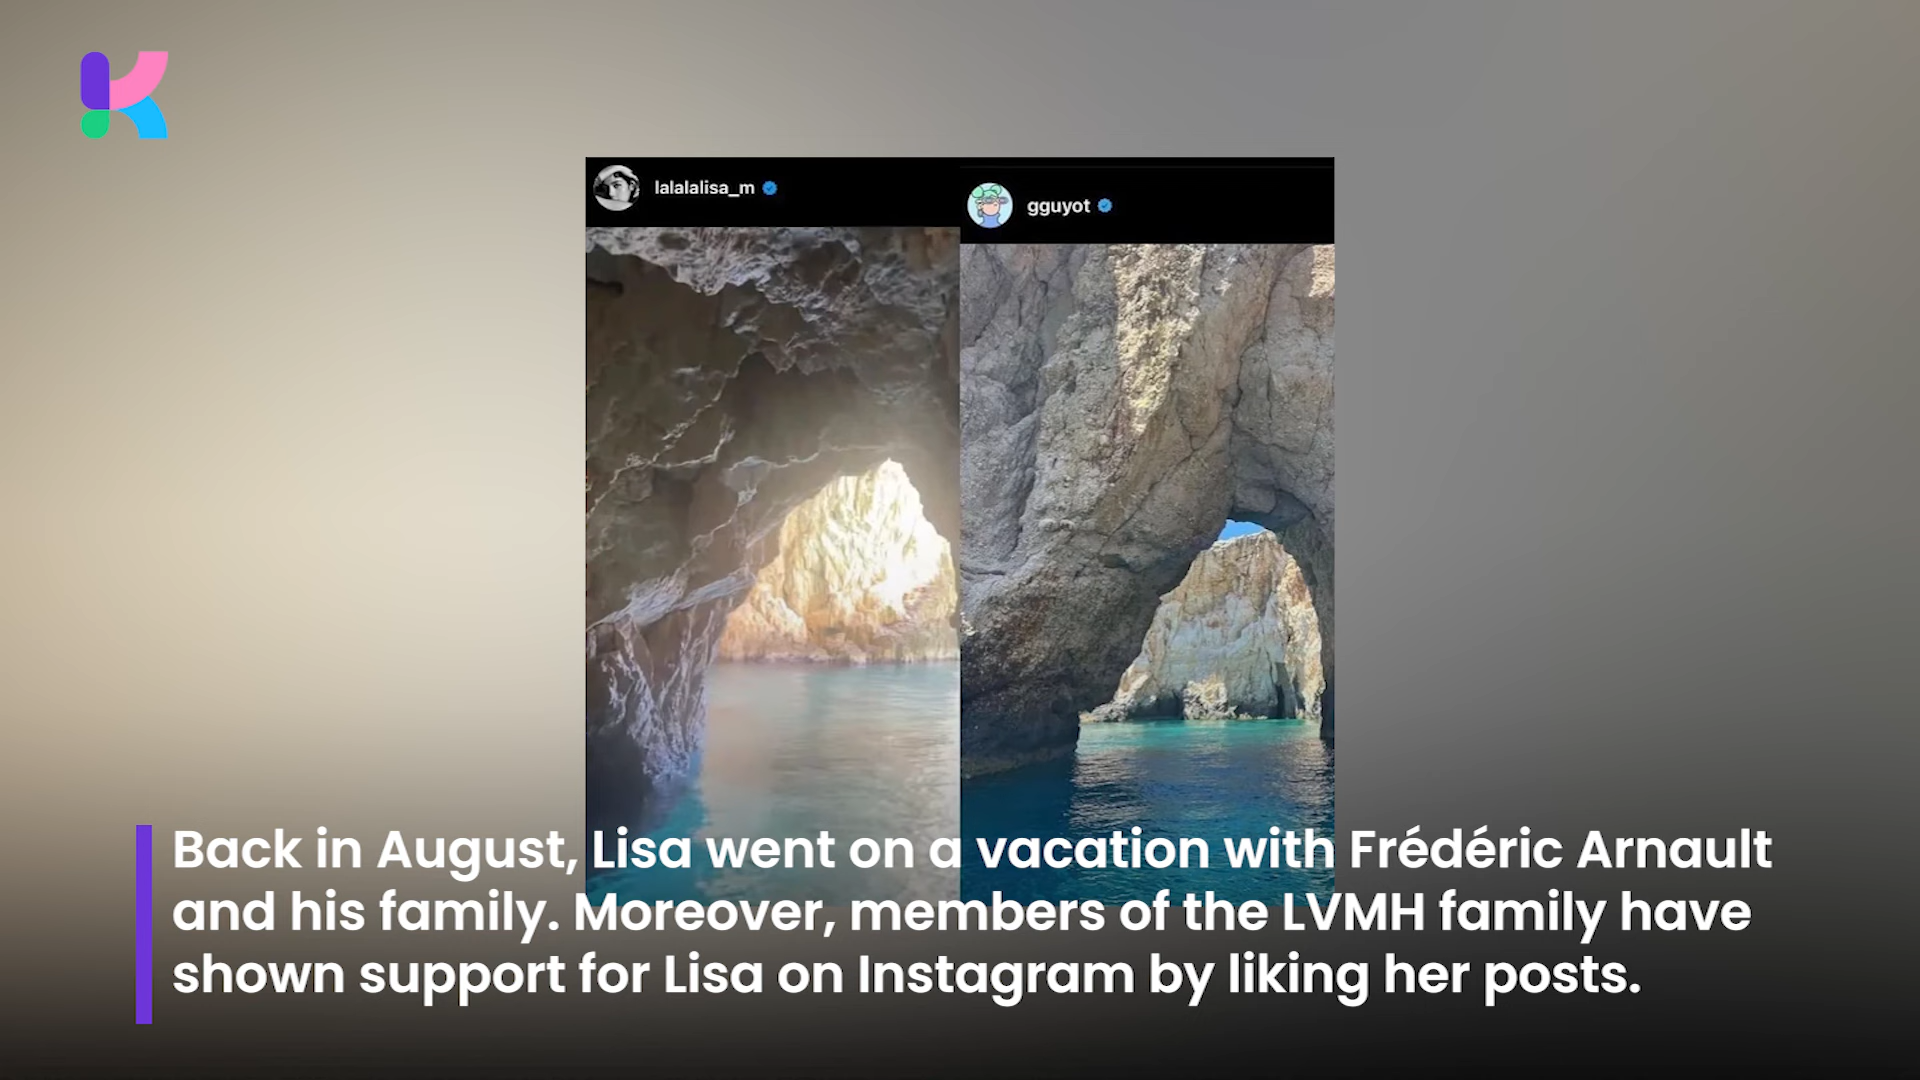 lalalalisa_m
gguyot
Back in August, Lisa went on a vacation with Frédéric Arnault
and his family. Moreover, members of the LVMH family have
shown support for Lisa on Instagram by liking her posts.